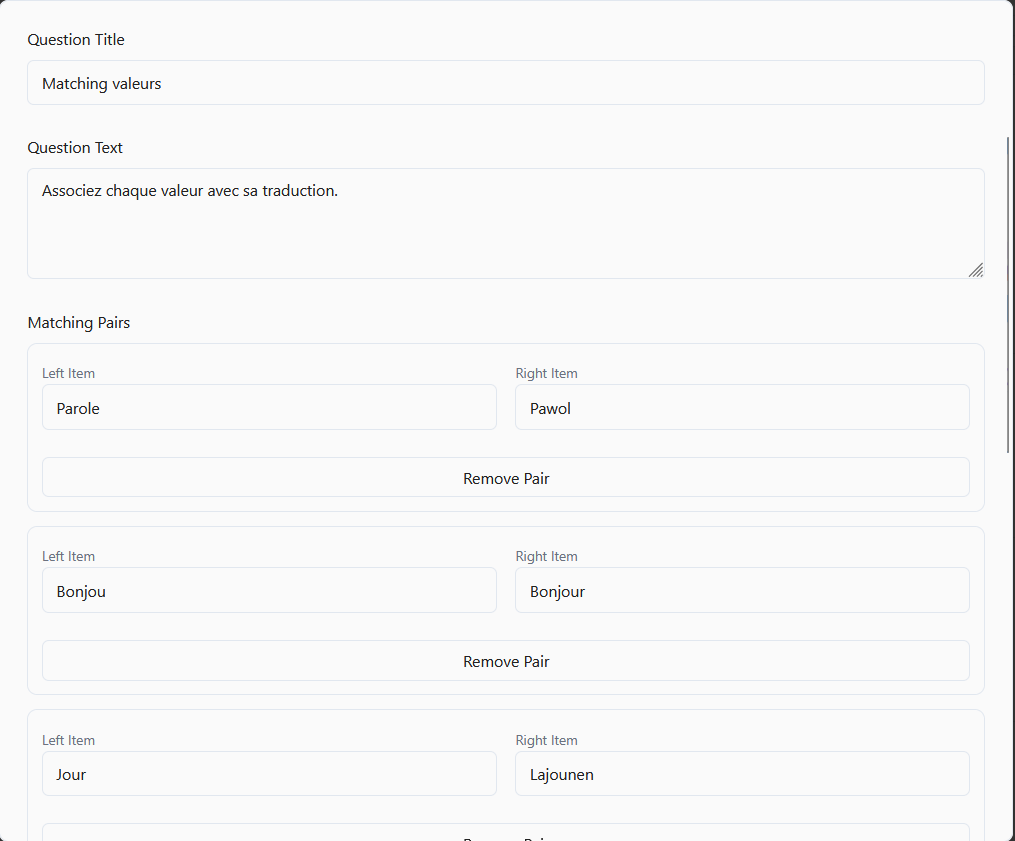 Question Title
Matching valeurs
Question Text
Associez chaque valeur avec sa traduction.
Matching Pairs
Left Item
Right Item
Parole
Pawol
Remove Pair
Left Item
Right Item
Bonjou
Bonjour
Remove Pair
Left Item
Right Item
Jour
Lajounen